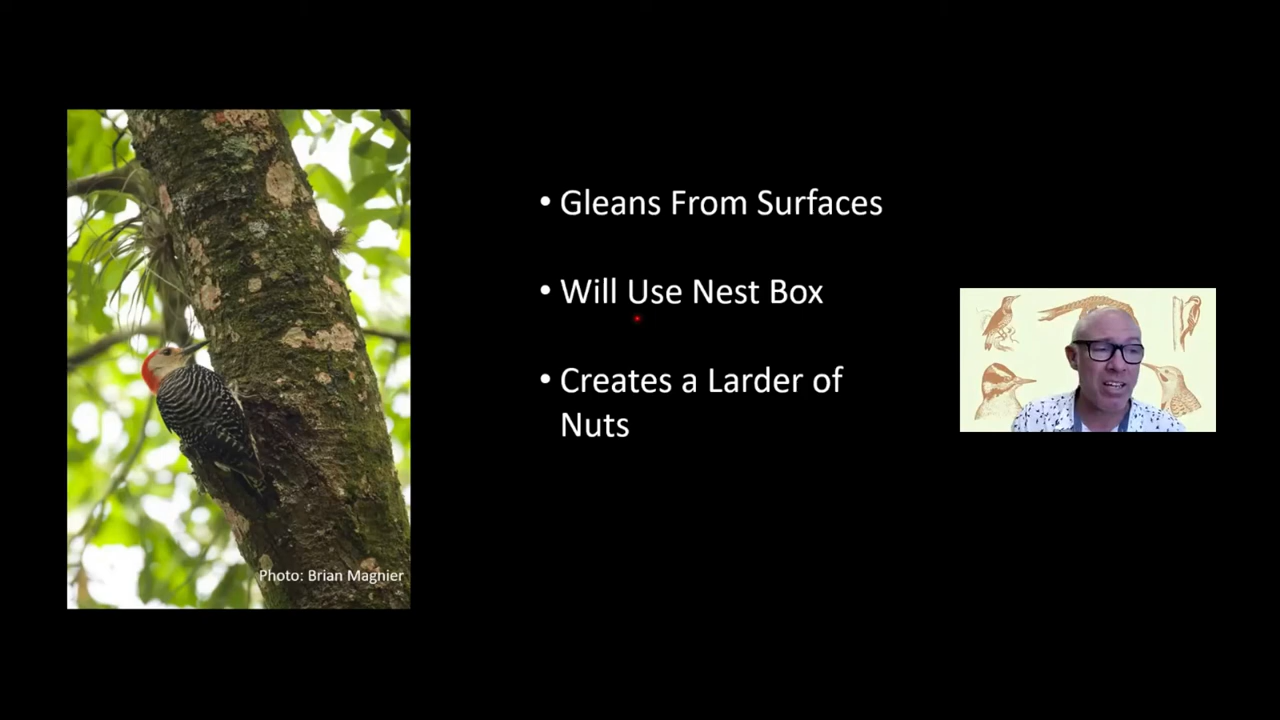 • Gleans From Surfaces
• Will Use Nest Box
• Creates a Larder of
Nuts
Photo: Brian Magnier